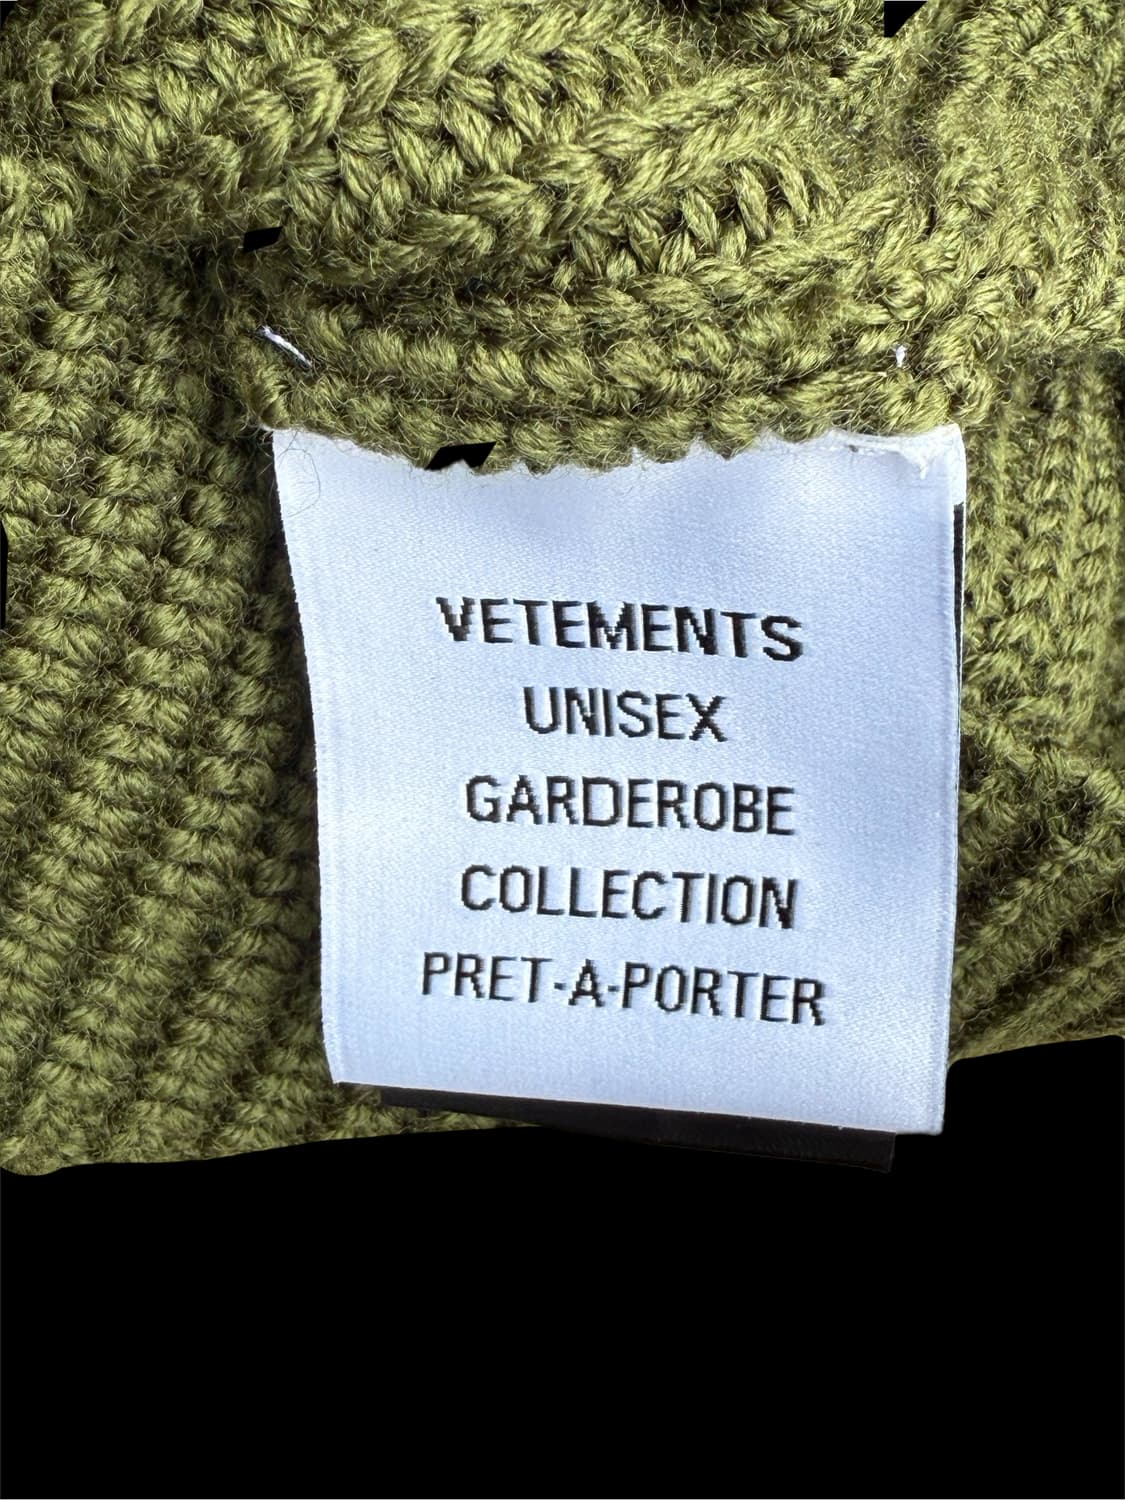 VETEMENTS
UNISEX
GARDEROBE
COLLECTION
PRET-A-PORTER